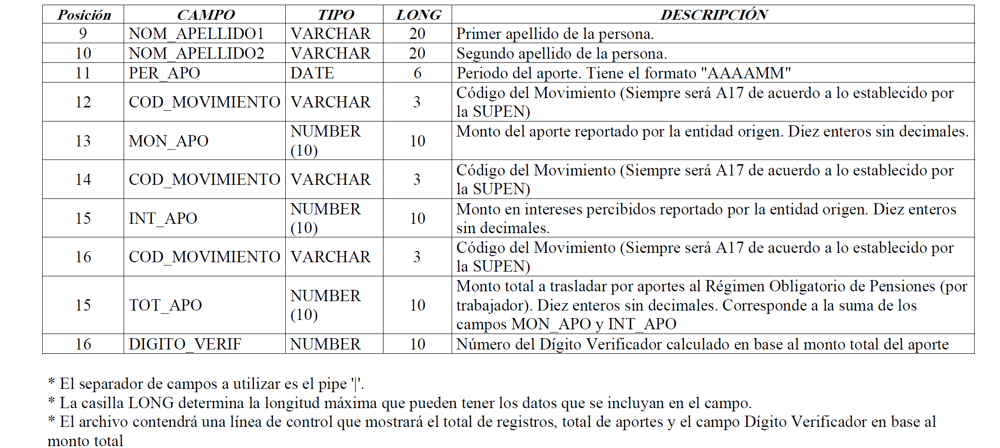 Posición CAMPO TIPO LONG DESCRIPCIÓN
9 NOM_APELLIDO1 VARCHAR 20 Primer apellido de la persona.
10 NOM_APELLIDO2 VARCHAR 20 Segundo apellido de la persona.
11 PER_APO DATE 6 Periodo del aporte. Tiene el formato "AAAAMM"
12 COD_MOVIMIENTO VARCHAR 3 Código del Movimiento (Siempre será A17 de acuerdo a lo establecido por
la SUPEN)
13 MON_APO NUMBER
(10) 10 Monto del aporte reportado por la entidad origen. Diez enteros sin decimales.
14 COD_MOVIMIENTO VARCHAR 3 Código del Movimiento (Siempre será A17 de acuerdo a lo establecido por
la SUPEN)
15 INT_APO NUMBER
(10) 10 Monto en intereses percibidos reportado por la entidad origen. Diez enteros
sin decimales.
16 COD_MOVIMIENTO VARCHAR 3 Código del Movimiento (Siempre será A17 de acuerdo a lo establecido por
la SUPEN)
15 TOT_APO NUMBER
(10) 10 Monto total a trasladar por aportes al Régimen Obligatorio de Pensiones (por
trabajador). Diez enteros sin decimales. Corresponde a la suma de los
campos MON_APO y INT_APO
16 DIGITO_VERIF NUMBER 10 Número del Dígito Verificador calculado en base al monto total del aporte
* El separador de campos a utilizar es el pipe '|'.
* La casilla LONG determina la longitud máxima que pueden tener los datos que se incluyan en el campo.
* El archivo contendrá una línea de control que mostrará el total de registros, total de aportes y el campo Dígito Verificador en base al
monto total